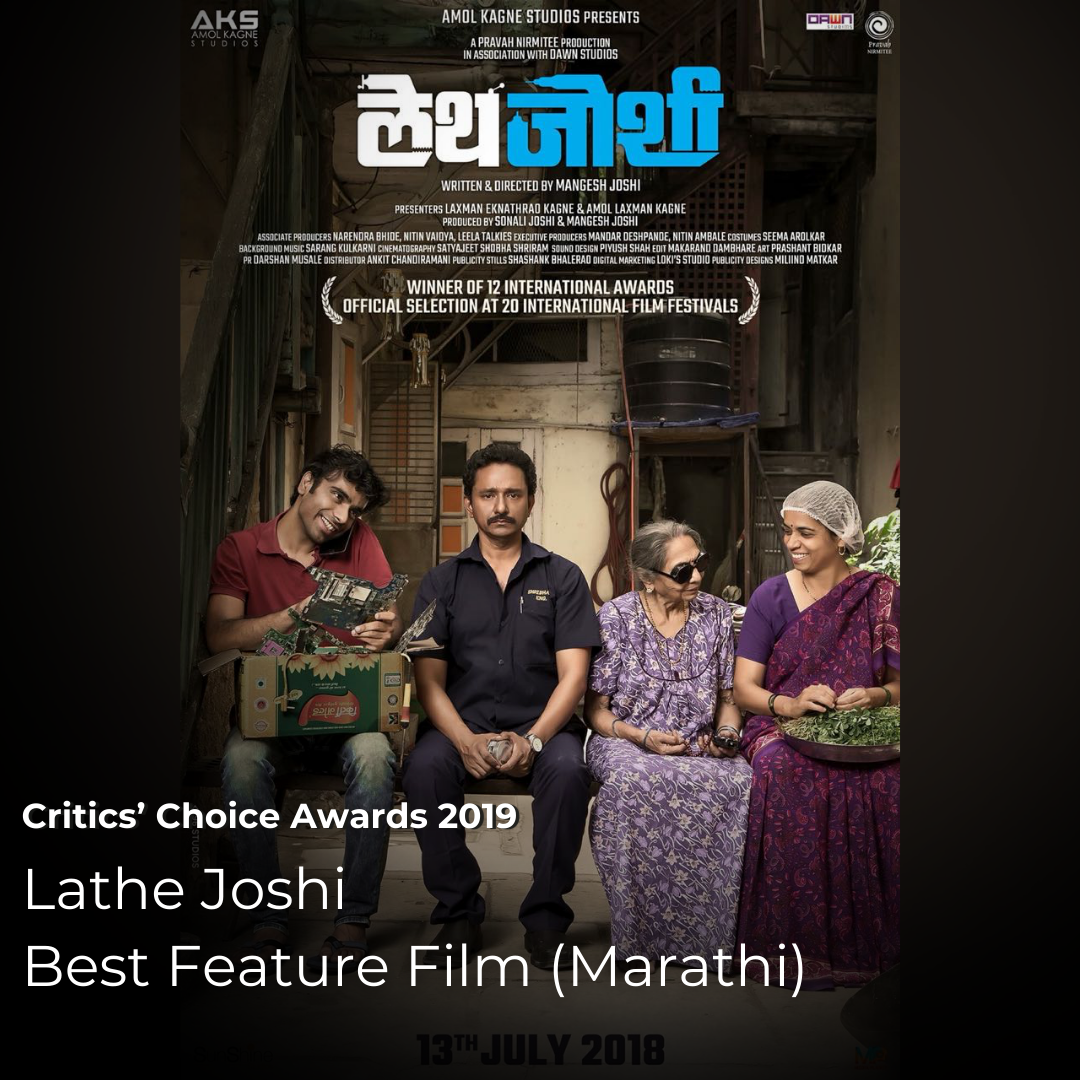 AKS
AMOL KAGNE
STUDIOS
AMOL KAGNE STUDIOS PRESENTS
DAWN
STUDIOS
Pravah
NIRMITEE
A PRAVAH NIRMITEE PRODUCTION
IN ASSOCIATION WITH DAWN STUDIOS
लेथ जोशी
WRITTEN & DIRECTED BY MANGESH JOSHI
PRESENTERS LAXMAN EKNATHRAO KAGNE & AMOL LAXMAN KAGNE
PRODUCED BY SONALI JOSHI & MANGESH JOSHI
ASSOCIATE PRODUCERS NARENDRA BHIDE, NITIN VAIDYA, LEELA TALKIES EXECUTIVE PRODUCERS MANDAR DESHPANDE, NITIN AMBALE COSTUMES SEEMA AROLKAR
BACKGROUND MUSIC SARANG KULKARNI CINEMATOGRAPHY SATYAJEET SHOBHA SHRIRAM SOUND DESIGN PIYUSH SHAH EDIT MAKARAND DAMBHARE ART PRASHANT BIDKAR
PR DARSHAN MUSALE DISTRIBUTOR ANKIT CHANDIRAMANI PUBLICITY STILLS SHASHANK BHALERAO DIGITAL MARKETING LOKI'S STUDIO PUBLICITY DESIGNS MILIIND MATKAR
WINNER OF 12 INTERNATIONAL AWARDS
OFFICIAL SELECTION AT 20 INTERNATIONAL FILM FESTIVALS
Critics' Choice Awards 2019
Lathe Joshi
Best Feature Film (Marathi)
13TH JULY 2018